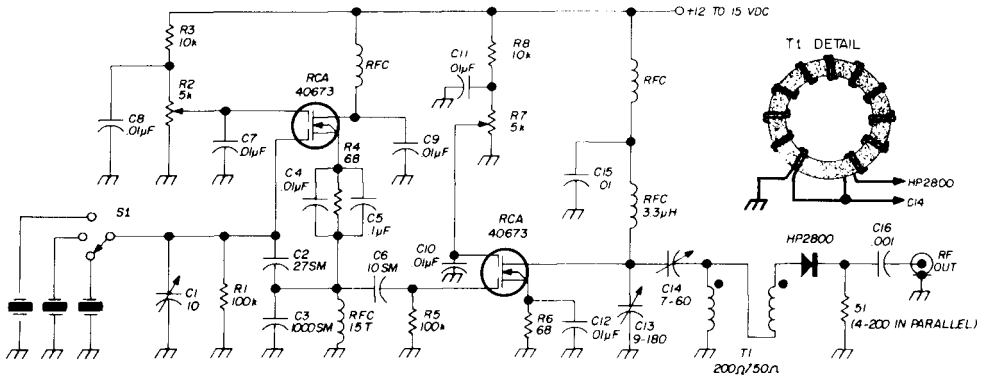 +12 TO 15 VDC
R3
10k
R2
5k
C8
.01µF
C7
.01µF
RCA
40673
RFC
C9
.01µF
R4
68
C4
.01µF
C5
.1µF
C11
.01µF
R8
10k
R7
5k
RFC
C15
.01
RFC
3.3µH
T1 DETAIL
HP2800
C14
S1
C1
10
R1
100k
C2
27SM
C3
1000SM
RFC
15T
C6
10SM
R5
100k
C10
.01µF
RCA
40673
R6
68
C12
.01µF
C13
9-180
C14
7-60
T1
200Ω/50Ω
HP2800
C16
.001
RF
OUT
51
(4-200 IN PARALLEL)